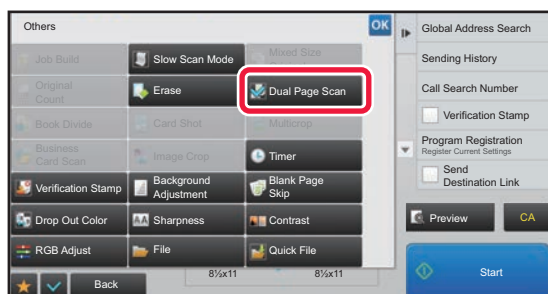 Others
OK
Job Build
Slow Scan Mode
Mixed Size
Original
Count
Erase
Dual Page Scan
Book Divide
Card Shot
Multicrop
Business
Card Scan
Image Crop
Timer
Verification Stamp
Background
Adjustment
Blank Page
Skip
Drop Out Color
AA
Sharpness
Contrast
RGB Adjust
File
Quick File
Back
8½x11
8½x11
Global Address Search
Sending History
Call Search Number
Verification Stamp
Program Registration
Register Current Settings
Send
Destination Link
Preview
CA
Start